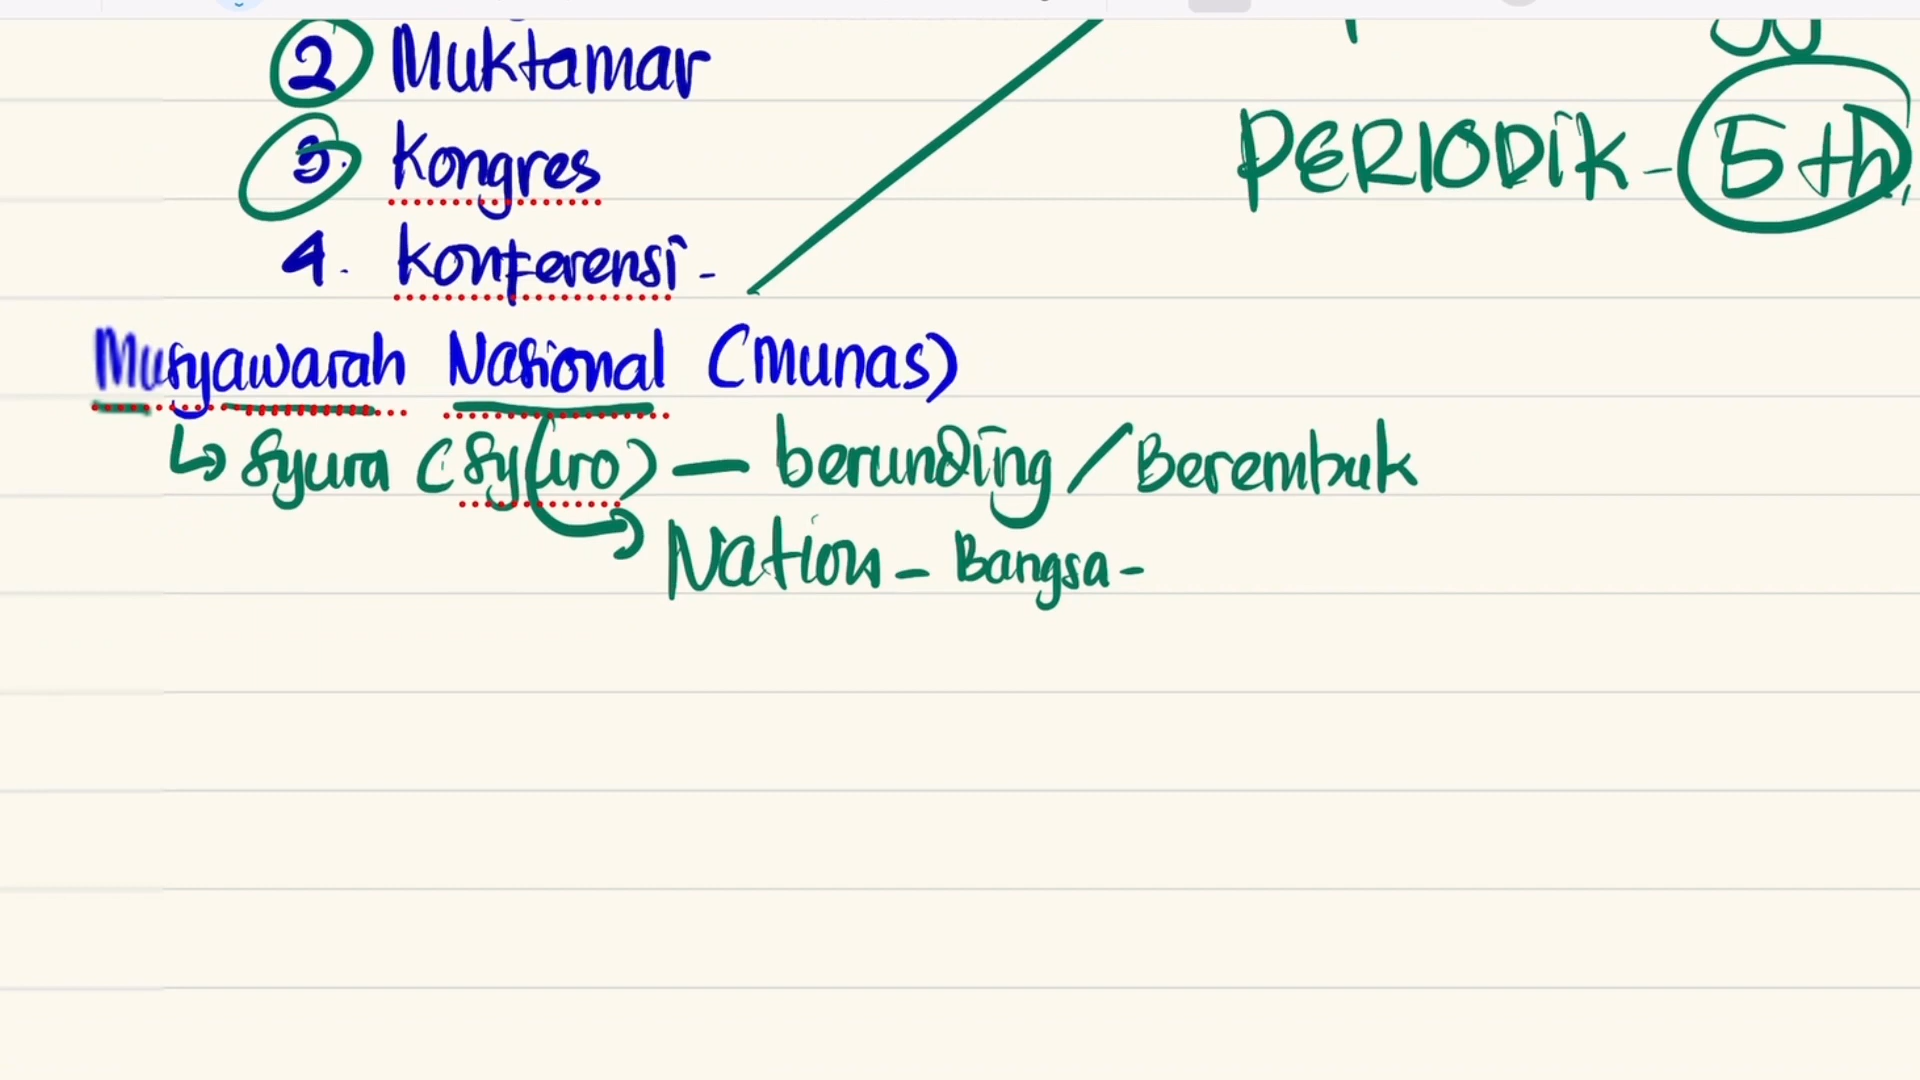 2 Muktamar
3. Kongres
PERIODIK - 5 th,
4. Konferensi -
Musyawarah Nasional (Munas)
Syura (Syuro) — berunding / Berembuk
Nation - Bangsa -